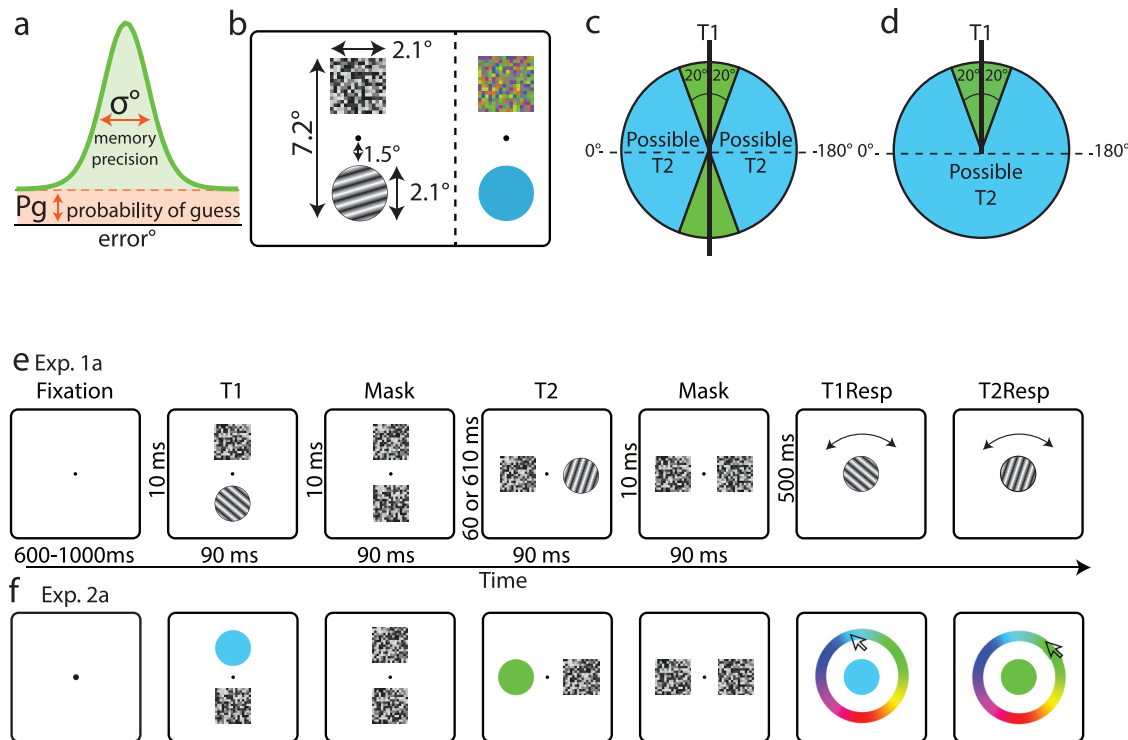 a
σ°
memory
precision
Pg
probability of guess
error°
b
2.1°
7.2°
1.5°
2.1°
c
T1
20° 20°
Possible Possible
T2 T2
0° -180°
d
T1
20° 20°
0° -180°
Possible
T2
e Exp. 1a
Fixation T1 Mask T2 Mask T1Resp T2Resp
10 ms 10 ms 60 or 610 ms 10 ms 500 ms
600-1000ms 90 ms 90 ms 90 ms 90 ms
Time
f Exp. 2a